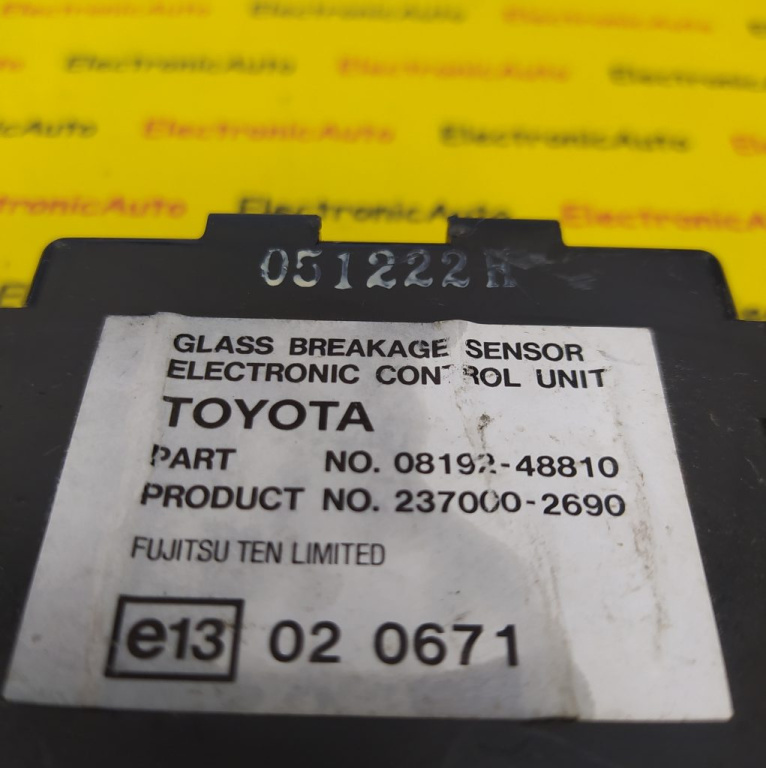 ElectronicAuto
ElectronicAuto ElectronicAuto
ElectronicAuto ElectronicAuto
ElectronicAuto
051222H
GLASS BREAKAGE SENSOR
ELECTRONIC CONTROL UNIT
TOYOTA
PART NO. 08192-48810
PRODUCT NO. 237000-2690
FUJITSU TEN LIMITED
e13 02 0671